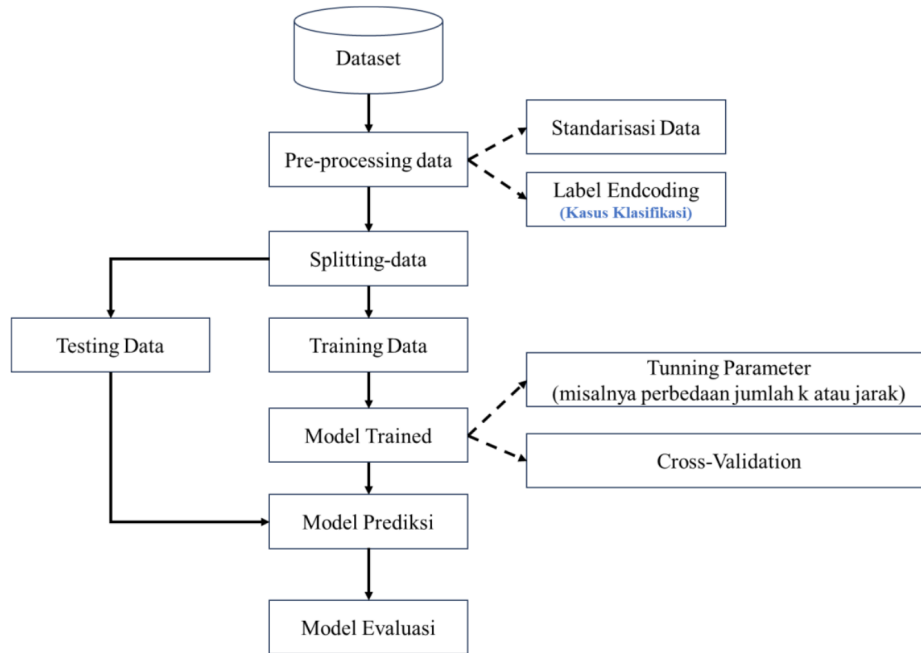 Dataset
Pre-processing data
Standarisasi Data
Label Endcoding
(Kasus Klasifikasi)
Splitting-data
Testing Data
Training Data
Model Trained
Tunning Parameter
(misalnya perbedaan jumlah k atau jarak)
Cross-Validation
Model Prediksi
Model Evaluasi